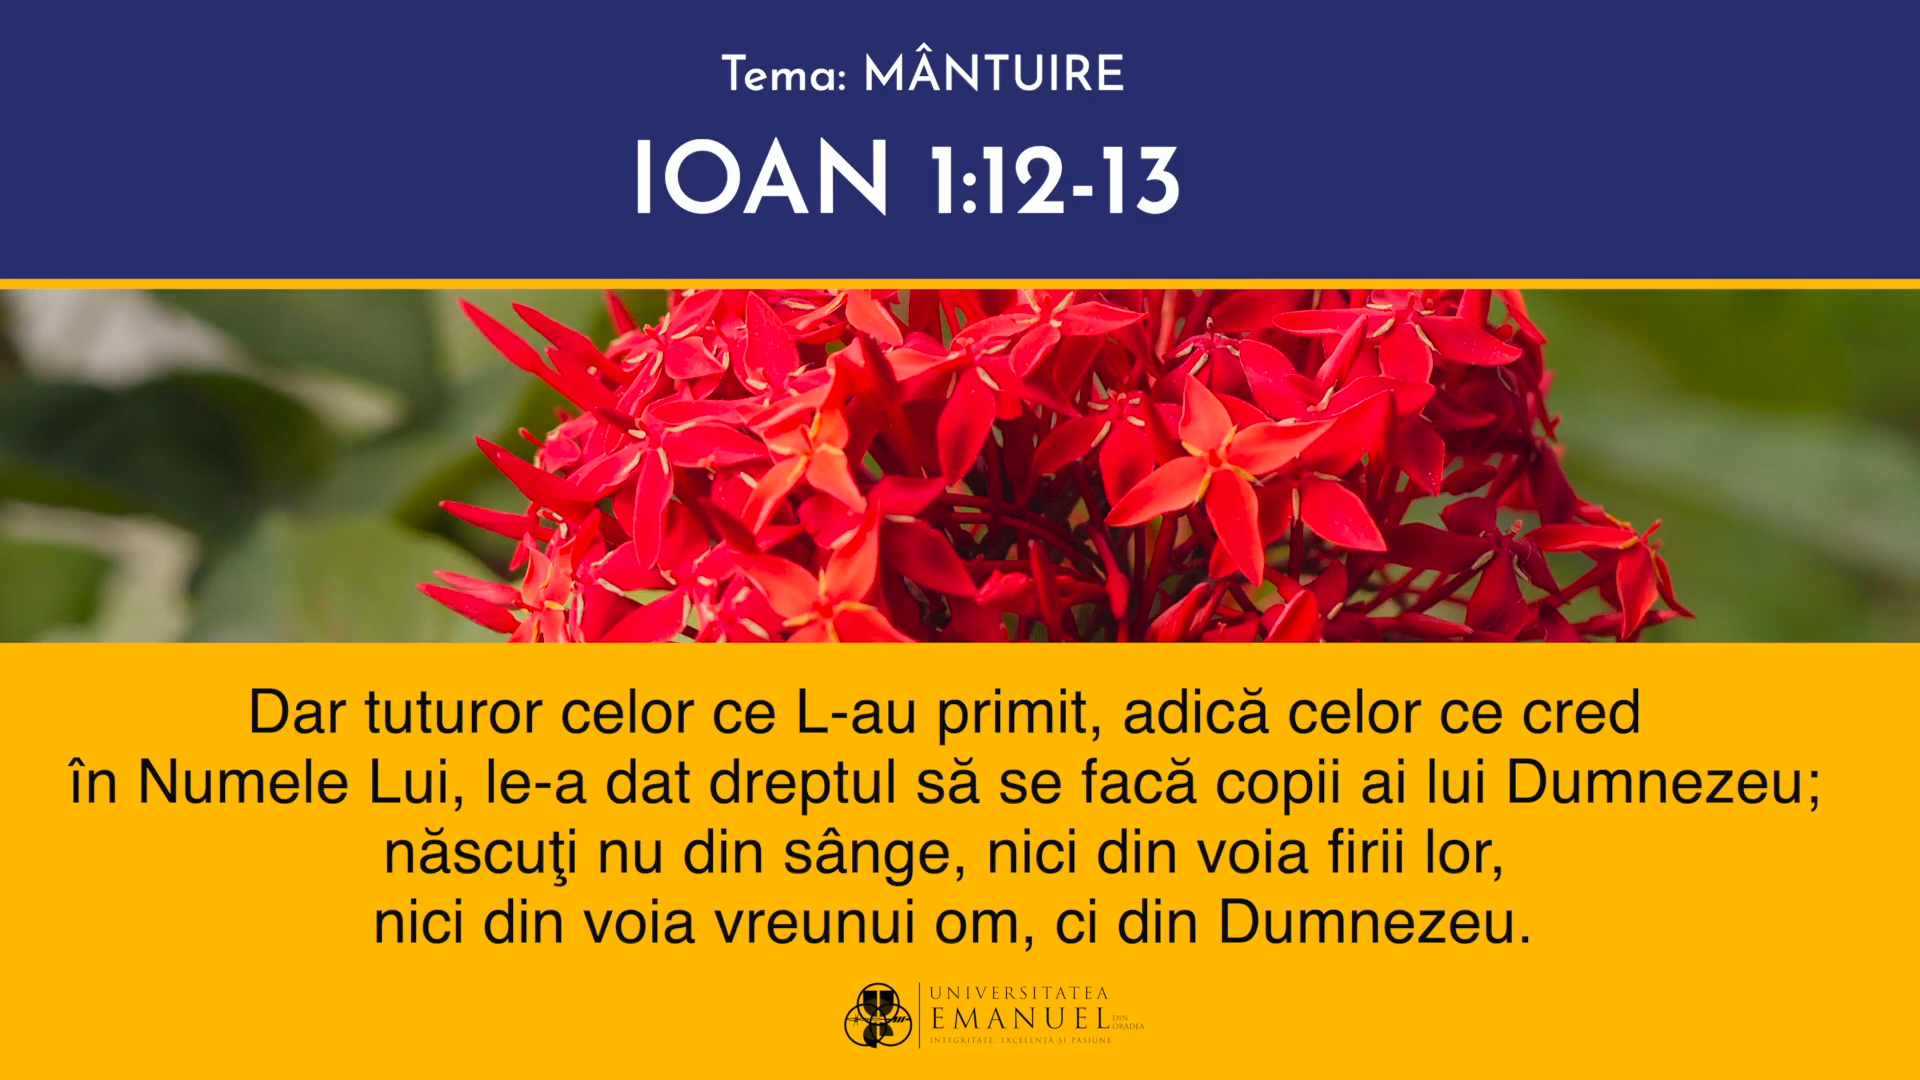 Tema: MÂNTUIRE
IOAN 1:12-13
Dar tuturor celor ce L-au primit, adică celor ce cred
în Numele Lui, le-a dat dreptul să se facă copii ai lui Dumnezeu;
născuţi nu din sânge, nici din voia firii lor,
nici din voia vreunui om, ci din Dumnezeu.
UNIVERSITATEA
EMANUEL DIN ORADEA
INTEGRITATE, EXCELENȚĂ ȘI PASIUNE